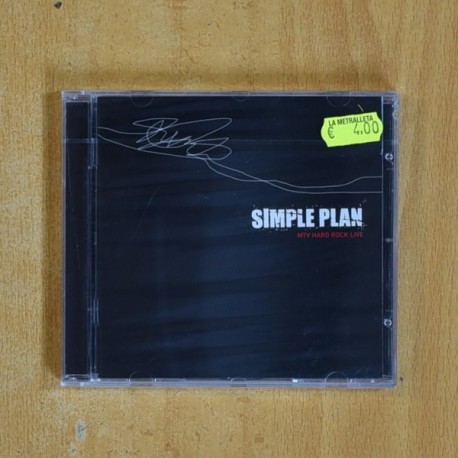 LA METRALLETA
€ 4,00
SIMPLE PLAN
MTV HARD ROCK LIVE